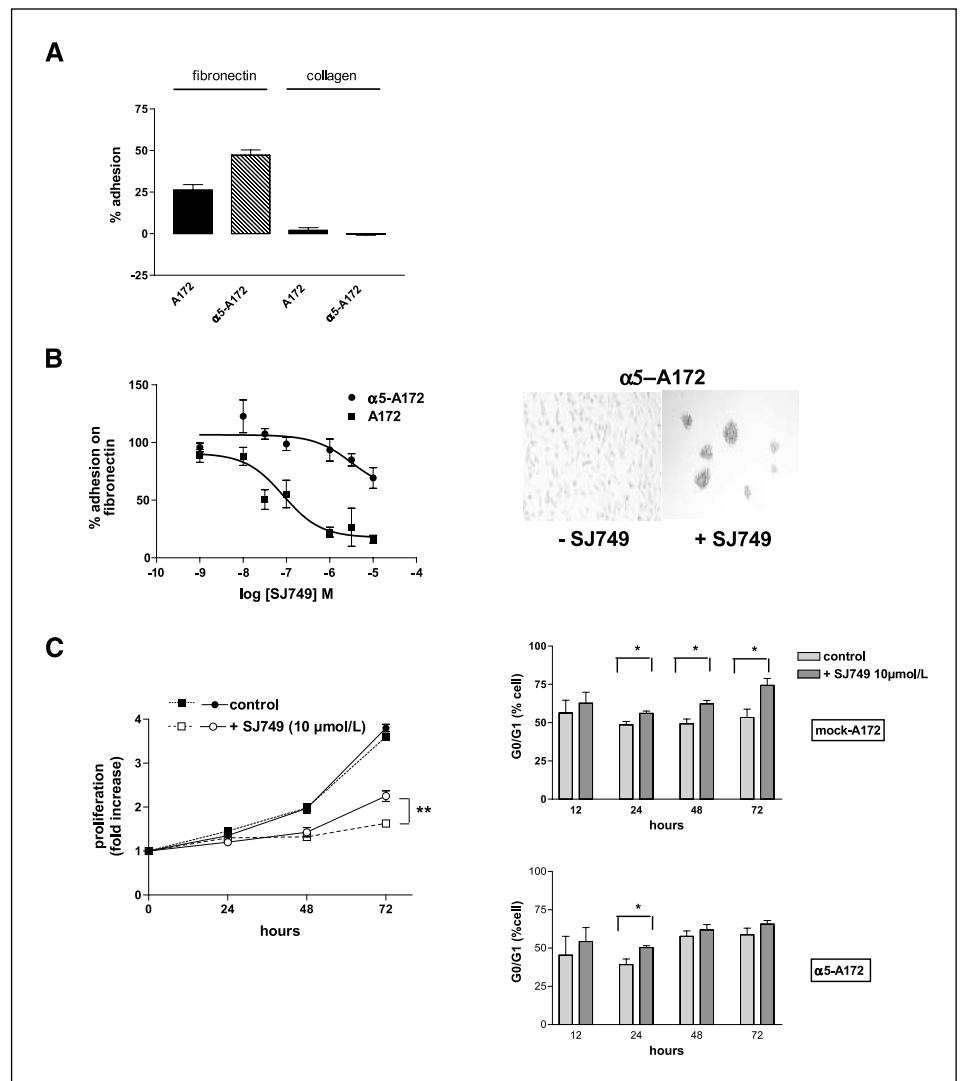 A
fibronectin collagen
75
50
25
0
-25
% adhesion
A172 α5-A172 A172 α5-A172
B
150
100
50
0
% adhesion on
fibronectin
α5-A172
A172
-10 -9 -8 -7 -6 -5 -4
log [SJ749] M
α5–A172
- SJ749 + SJ749
C
control
+ SJ749 (10 µmol/L)
4
3
2
1
0
proliferation
(fold increase)
**
0 24 48 72
hours
100
75
50
25
0
G0/G1 (% cell)
* * *
control
+ SJ749 10µmol/L
mock-A172
12 24 48 72
hours
100
75
50
25
0
G0/G1 (%cell)
*
α5-A172
12 24 48 72
hours